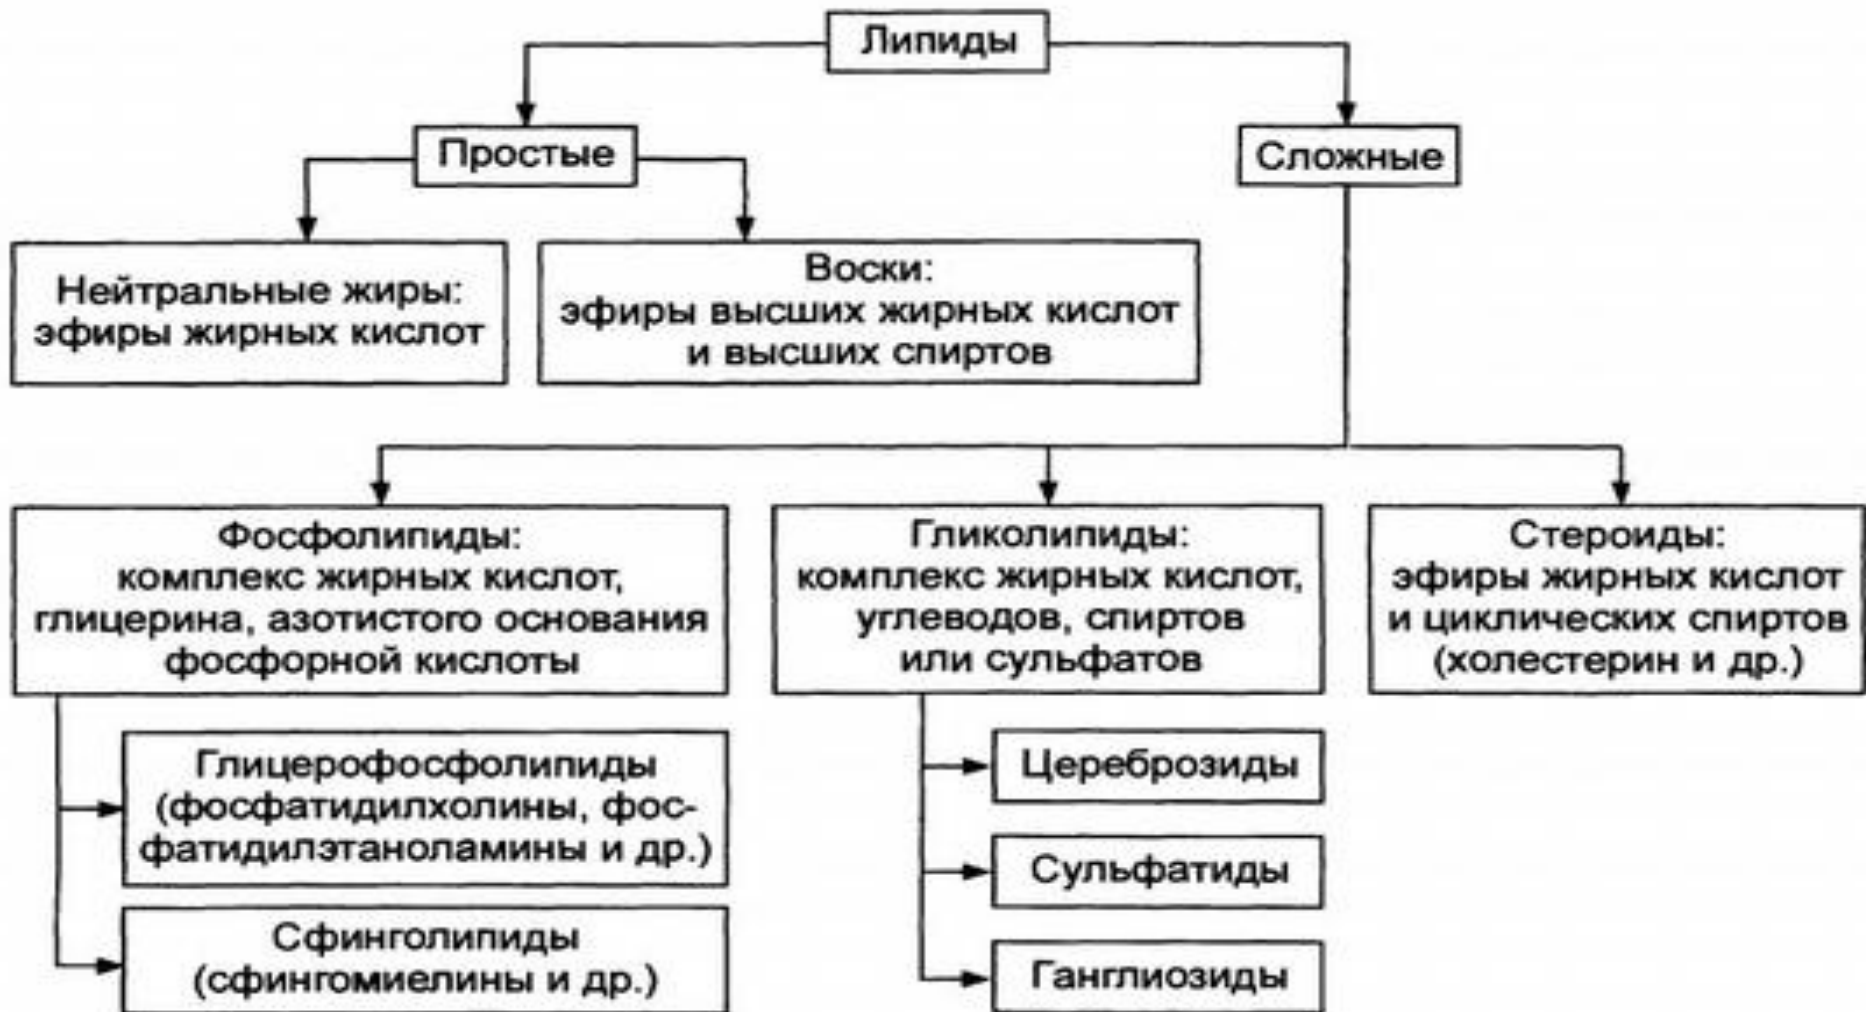 Липиды
Простые
Сложные
Нейтральные жиры:
эфиры жирных кислот
Воски:
эфиры высших жирных кислот
и высших спиртов
Фосфолипиды:
комплекс жирных кислот,
глицерина, азотистого основания
фосфорной кислоты
Гликолипиды:
комплекс жирных кислот,
углеводов, спиртов
или сульфатов
Стероиды:
эфиры жирных кислот
и циклических спиртов
(холестерин и др.)
Глицерофосфолипиды
(фосфатидилхолины, фос-
фатидилэтаноламины и др.)
Сфинголипиды
(сфингомиелины и др.)
Цереброзиды
Сульфатиды
Ганглиозиды